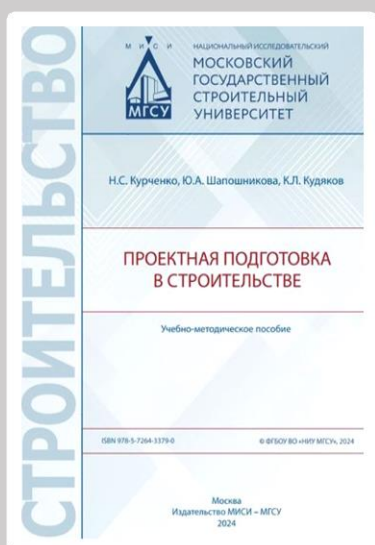 СТРОИТЕЛЬСТВО
МИСИ
МГСУ
НАЦИОНАЛЬНЫЙ ИССЛЕДОВАТЕЛЬСКИЙ
МОСКОВСКИЙ
ГОСУДАРСТВЕННЫЙ
СТРОИТЕЛЬНЫЙ
УНИВЕРСИТЕТ
Н.С. Курченко, Ю.А. Шапошникова, К.Л. Кудяков
ПРОЕКТНАЯ ПОДГОТОВКА
В СТРОИТЕЛЬСТВЕ
Учебно-методическое пособие
ISBN 978-5-7264-3379-0
© ФГБОУ ВО «НИУ МГСУ», 2024
Москва
Издательство МИСИ – МГСУ
2024